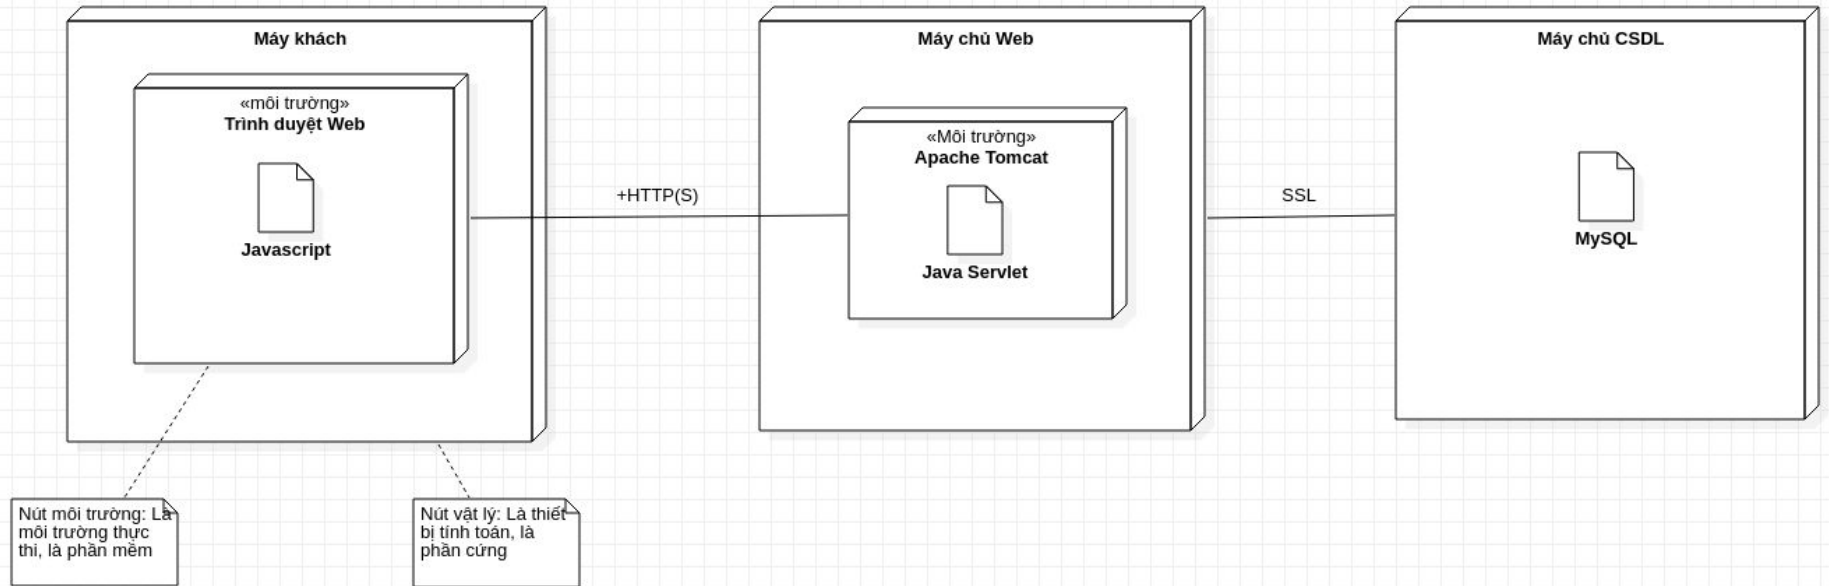 Máy khách
«môi trường»
Trình duyệt Web
Javascript
+HTTP(S)
Máy chủ Web
«Môi trường»
Apache Tomcat
Java Servlet
SSL
Máy chủ CSDL
MySQL
Nút môi trường: Là
môi trường thực
thi, là phần mềm
Nút vật lý: Là thiết
bị tính toán, là
phần cứng